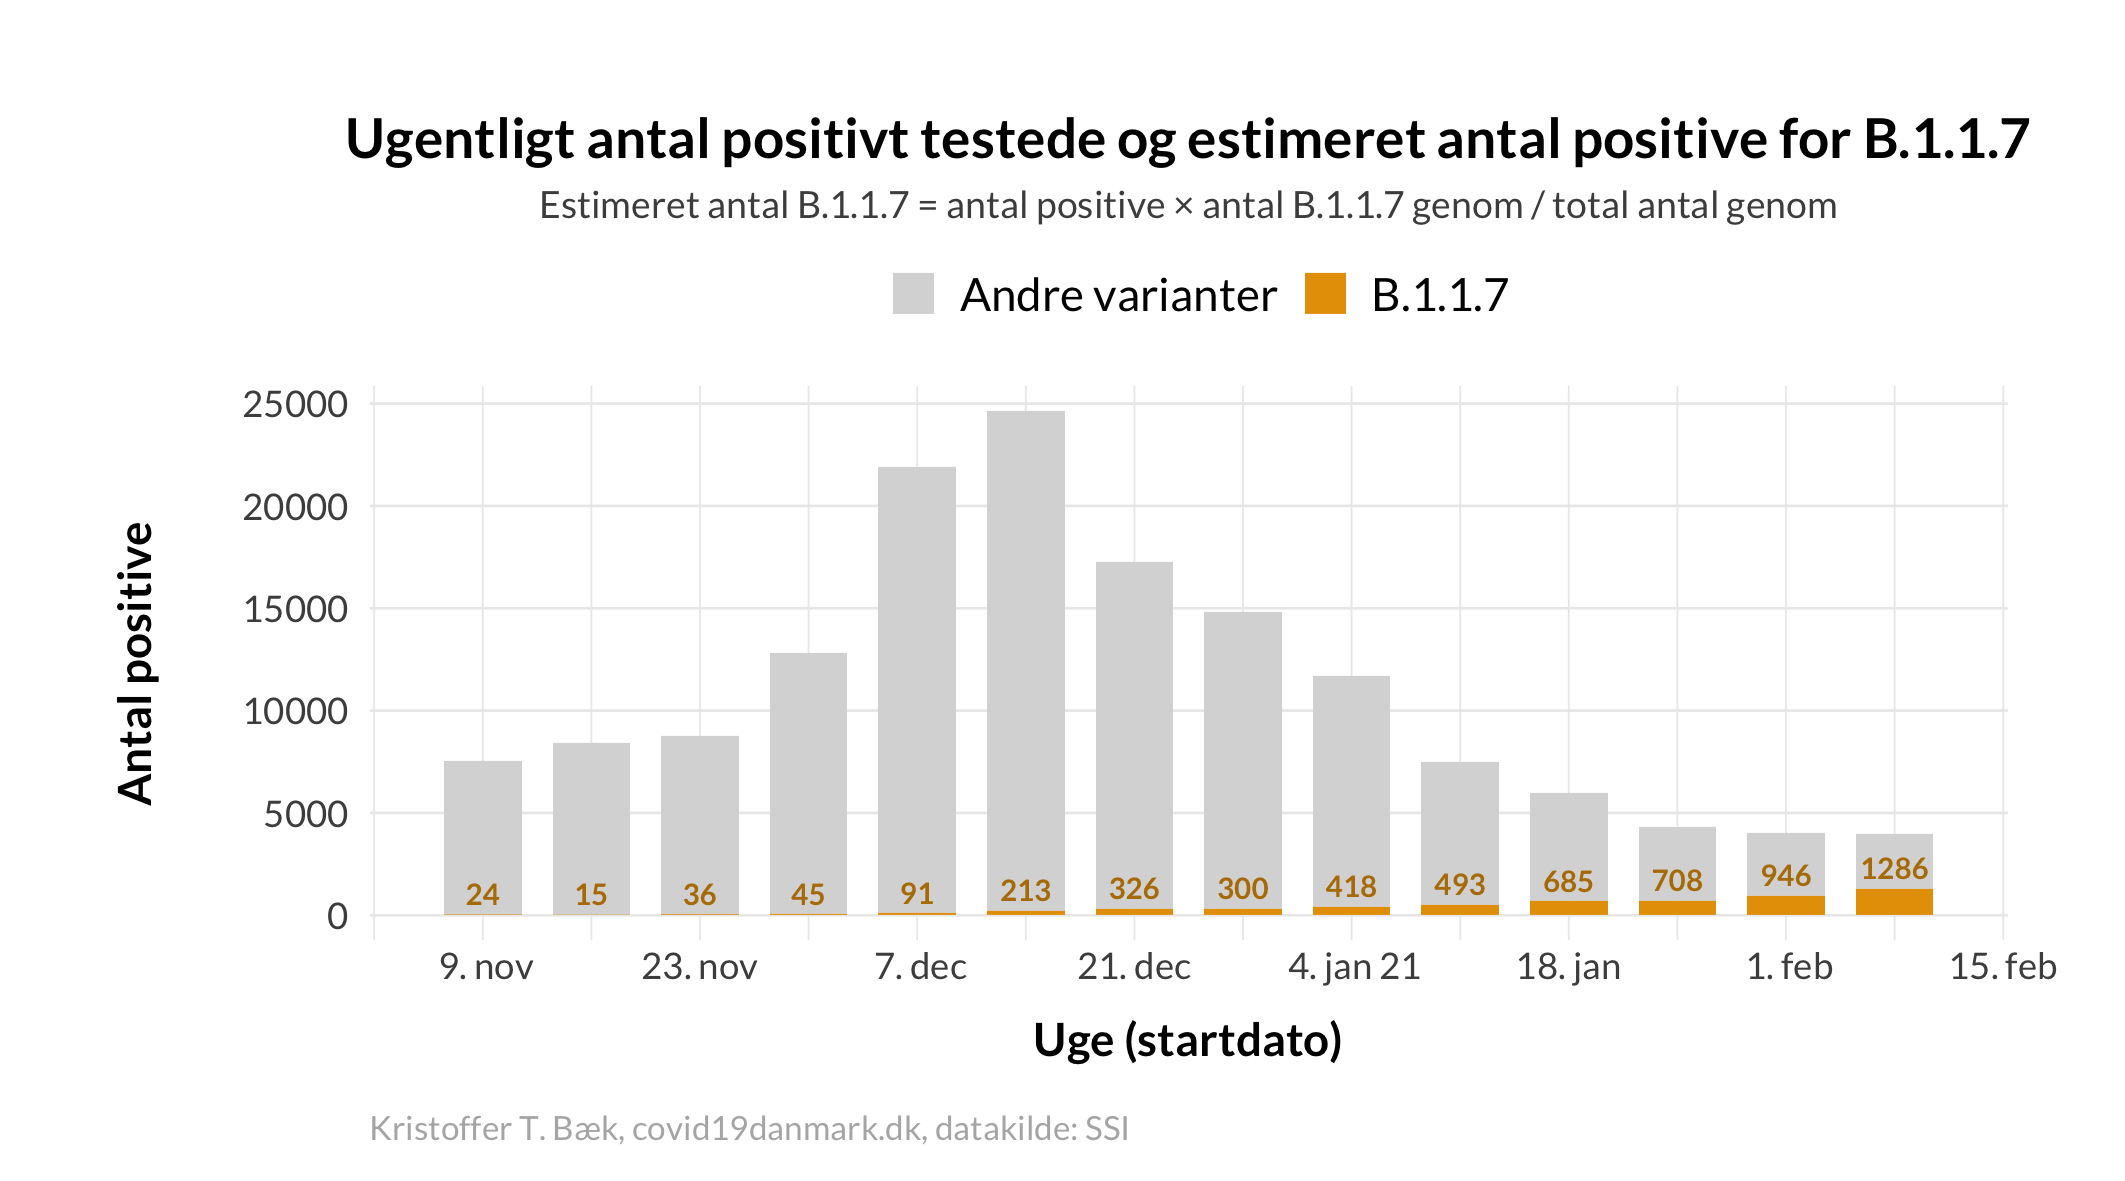 Ugentligt antal positivt testede og estimeret antal positive for B.1.1.7
Estimeret antal B.1.1.7 = antal positive × antal B.1.1.7 genom / total antal genom
Andre varianter B.1.1.7
Antal positive
25000
20000
15000
10000
5000
0
24 15 36 45 91 213 326 300 418 493 685 708 946 1286
9. nov 23. nov 7. dec 21. dec 4. jan 21 18. jan 1. feb 15. feb
Uge (startdato)
Kristoffer T. Bæk, covid19danmark.dk, datakilde: SSI